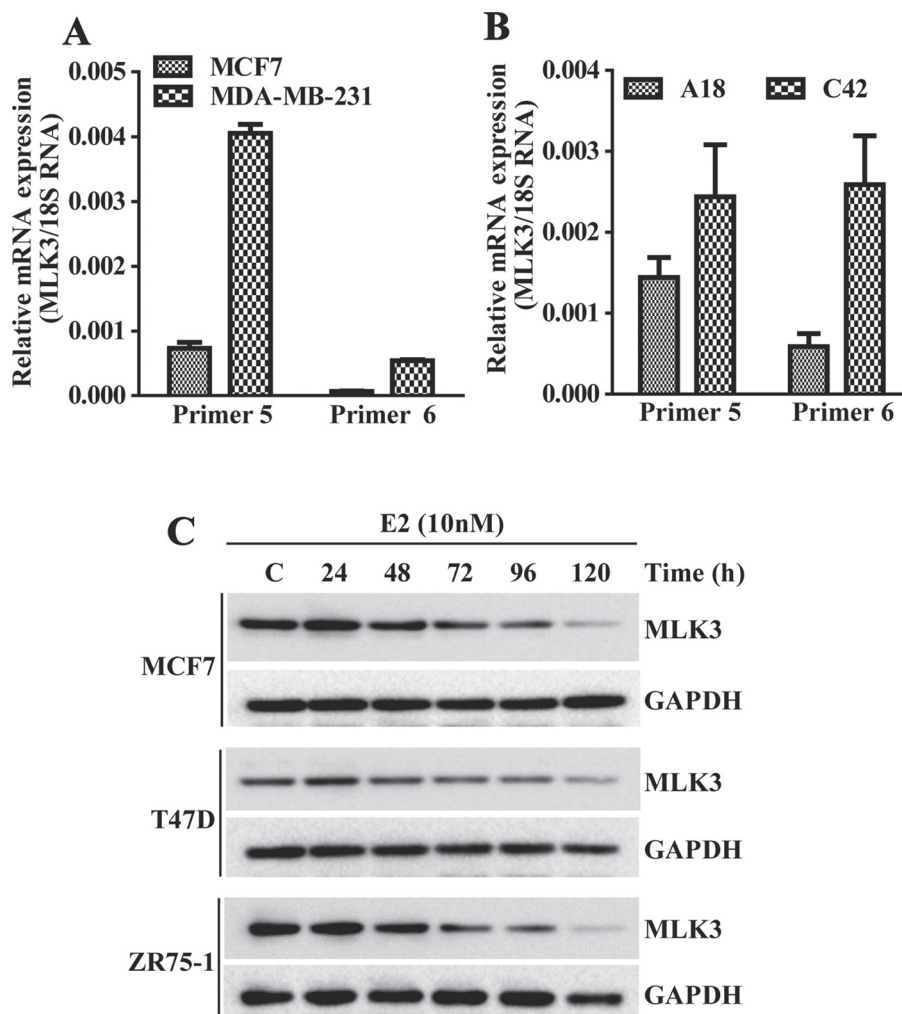 A
Relative mRNA expression
(MLK3/18S RNA)
0.005
0.004
0.003
0.002
0.001
0.000
MCF7
MDA-MB-231
Primer 5
Primer 6
B
Relative mRNA expression
(MLK3/18S RNA)
0.004
0.003
0.002
0.001
0.000
A18
C42
Primer 5
Primer 6
C
E2 (10nM)
C 24 48 72 96 120 Time (h)
MCF7
MLK3
GAPDH
T47D
MLK3
GAPDH
ZR75-1
MLK3
GAPDH